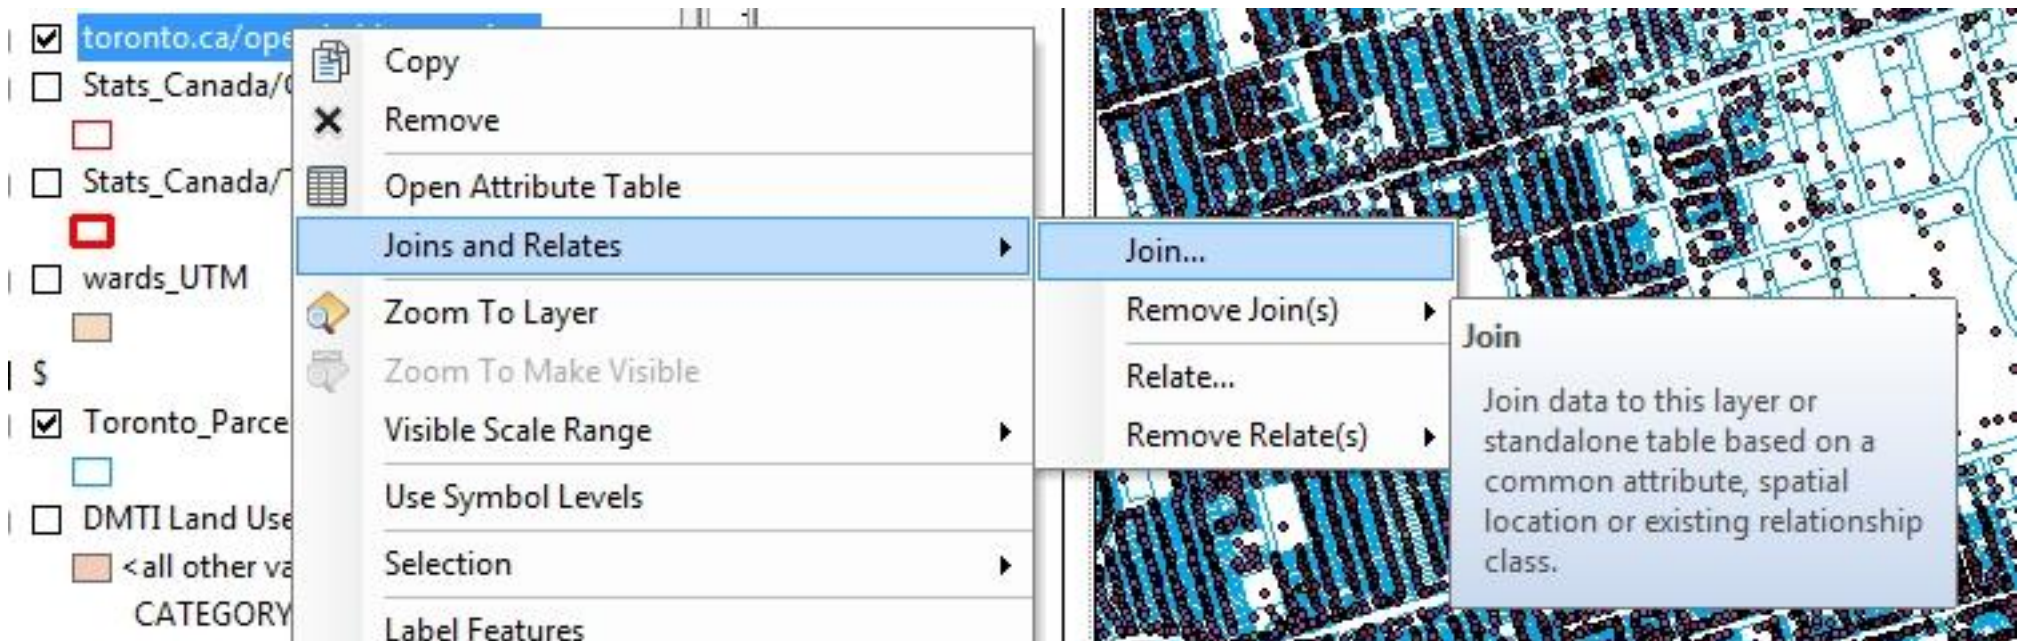 toronto.ca/ope
Stats_Canada/
Stats_Canada/
wards_UTM
$
Toronto_Parce
DMTI Land Use
<all other va
CATEGORY
Copy
Remove
Open Attribute Table
Joins and Relates
Zoom To Layer
Zoom To Make Visible
Visible Scale Range
Use Symbol Levels
Selection
Label Features
Join...
Remove Join(s)
Relate...
Remove Relate(s)
Join
Join data to this layer or
standalone table based on a
common attribute, spatial
location or existing relationship
class.